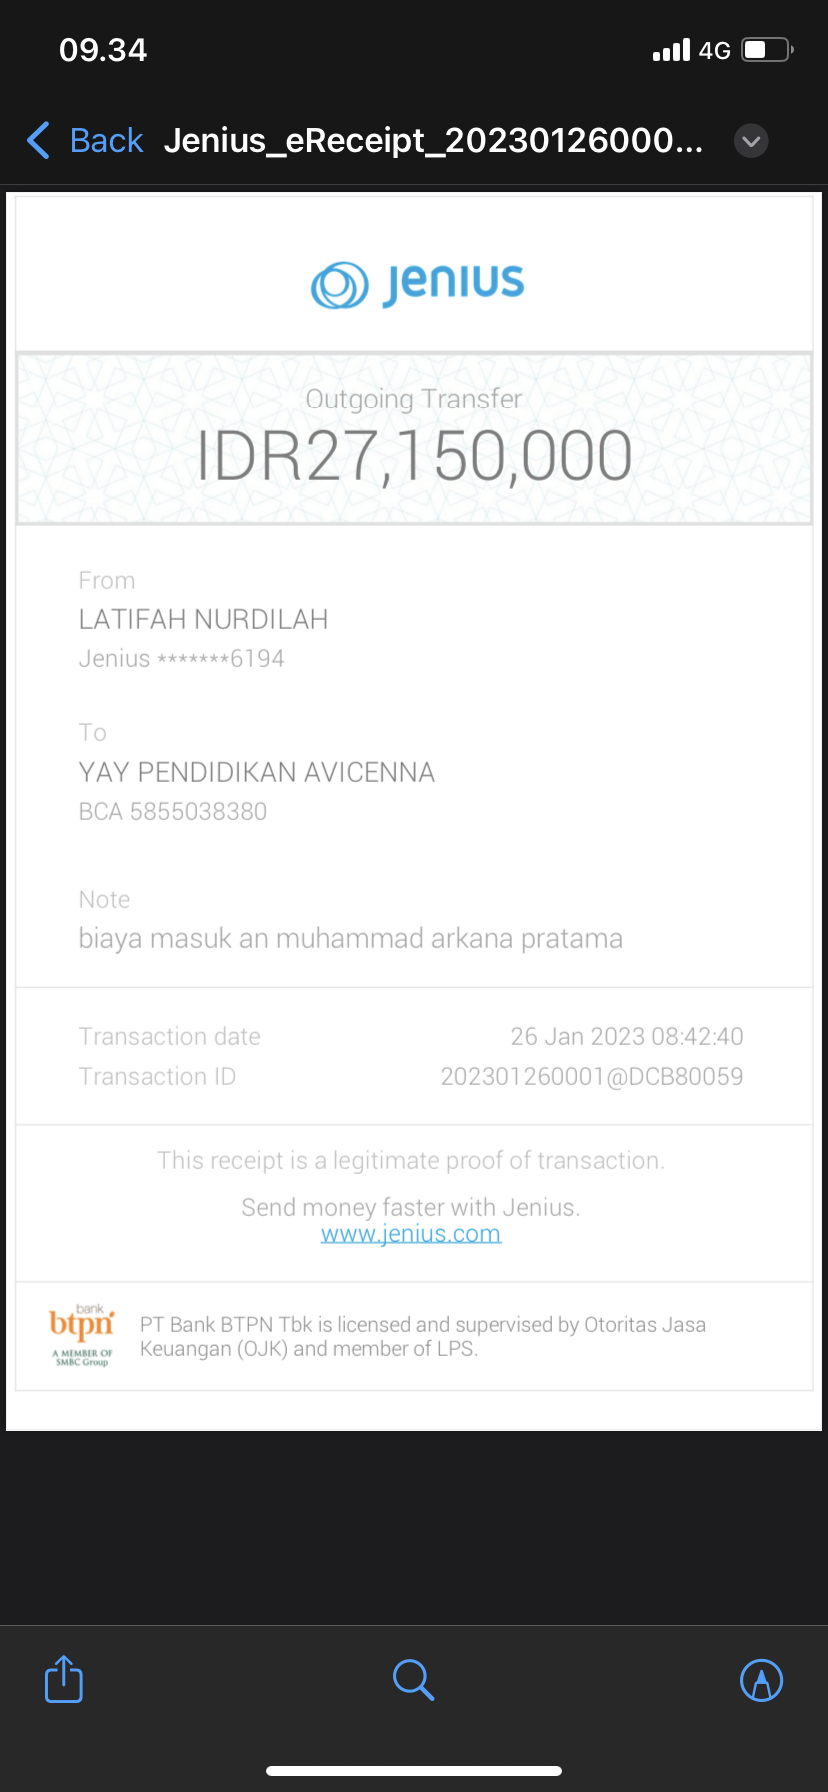 09.34
4G
Back Jenius_eReceipt_20230126000...
jenius
Outgoing Transfer
IDR27,150,000
From
LATIFAH NURDILAH
Jenius *******6194
To
YAY PENDIDIKAN AVICENNA
BCA 5855038380
Note
biaya masuk an muhammad arkana pratama
Transaction date 26 Jan 2023 08:42:40
Transaction ID 202301260001@DCB80059
This receipt is a legitimate proof of transaction.
Send money faster with Jenius.
www.jenius.com
bank
btpn
A MEMBER OF
SMBC Group
PT Bank BTPN Tbk is licensed and supervised by Otoritas Jasa
Keuangan (OJK) and member of LPS.